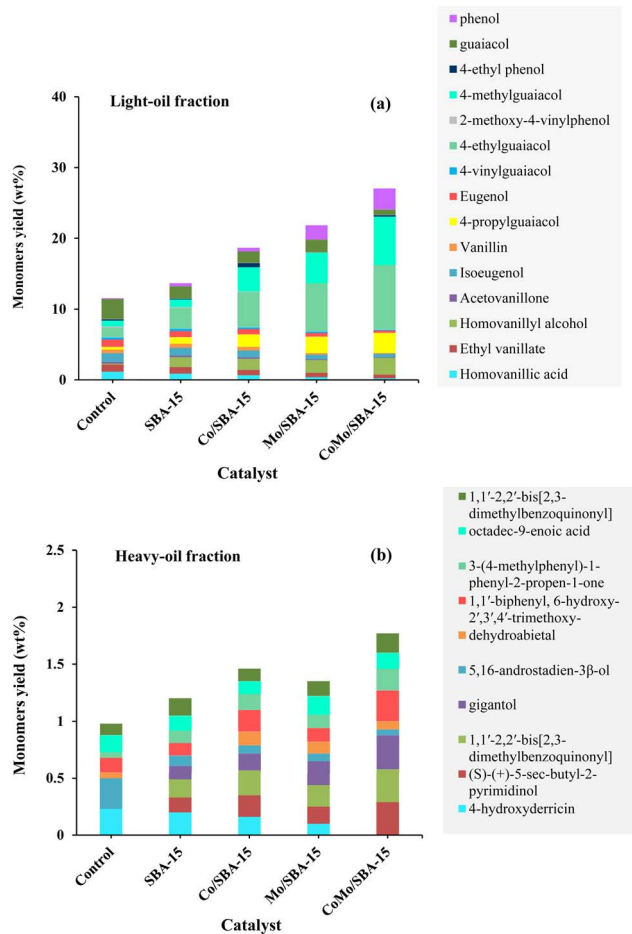 Light-oil fraction
(a)
Monomers yield (wt%)
40
30
20
10
0
Control
SBA-15
Co/SBA-15
Mo/SBA-15
CoMo/SBA-15
Catalyst
phenol
guaiacol
4-ethyl phenol
4-methylguaiacol
2-methoxy-4-vinylphenol
4-ethylguaiacol
4-vinylguaiacol
Eugenol
4-propylguaiacol
Vanillin
Isoeugenol
Acetovanillone
Homovanillyl alcohol
Ethyl vanillate
Homovanillic acid
Heavy-oil fraction
(b)
Monomers yield (wt%)
2.5
2
1.5
1
0.5
0
Control
SBA-15
Co/SBA-15
Mo/SBA-15
CoMo/SBA-15
Catalyst
1,1′-2,2′-bis[2,3-
dimethylbenzoquinonyl]
octadec-9-enoic acid
3-(4-methylphenyl)-1-
phenyl-2-propen-1-one
1,1′-biphenyl, 6-hydroxy-
2′,3′,4′-trimethoxy-
dehydroabietal
5,16-androstadien-3β-ol
gigantol
1,1′-2,2′-bis[2,3-
dimethylbenzoquinonyl]
(S)-(+)-5-sec-butyl-2-
pyrimidinol
4-hydroxyderricin